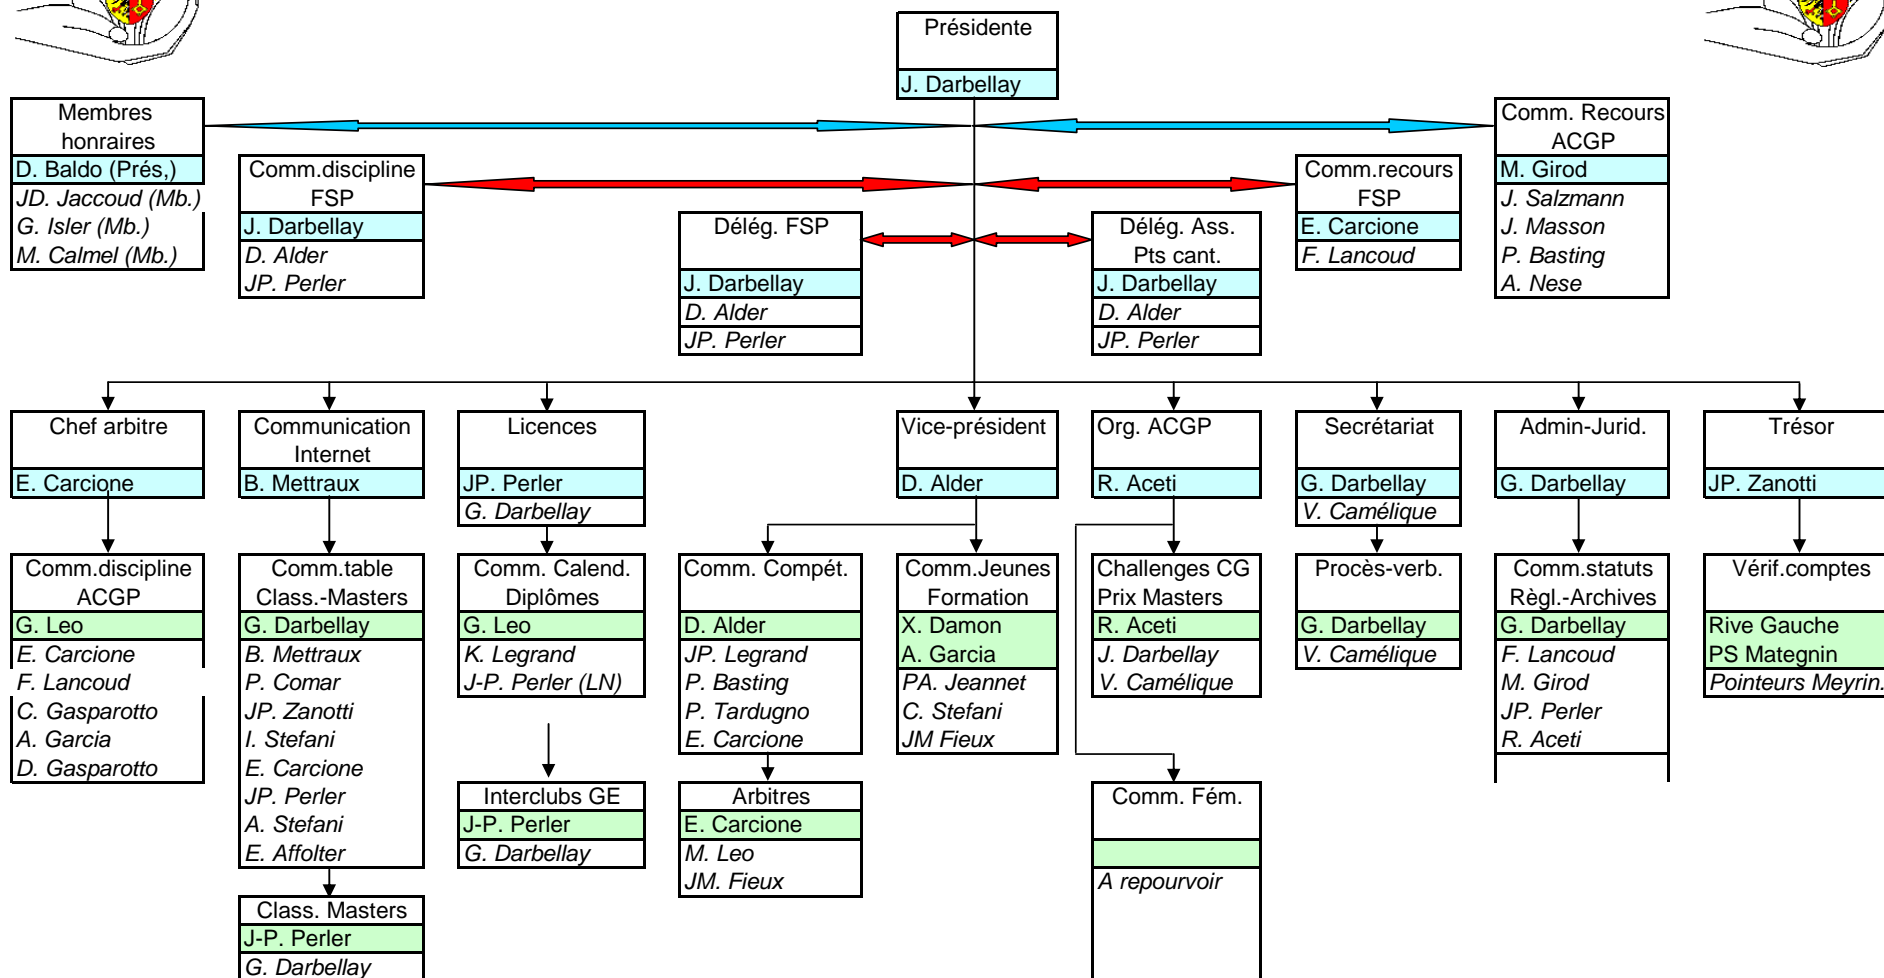 Présidente
J. Darbellay
Membres
honraires
D. Baldo (Prés,)
JD. Jaccoud (Mb.)
G. Isler (Mb.)
M. Calmel (Mb.)
Comm.discipline
FSP
J. Darbellay
D. Alder
JP. Perler
Délég. FSP
J. Darbellay
D. Alder
JP. Perler
Délég. Ass.
Pts cant.
J. Darbellay
D. Alder
JP. Perler
Comm.recours
FSP
E. Carcione
F. Lancoud
Comm. Recours
ACGP
M. Girod
J. Salzmann
J. Masson
P. Basting
A. Nese
Chef arbitre
E. Carcione
Communication
Internet
B. Mettraux
Licences
JP. Perler
G. Darbellay
Vice-président
D. Alder
Org. ACGP
R. Aceti
Secrétariat
G. Darbellay
V. Camélique
Admin-Jurid.
G. Darbellay
Trésor
JP. Zanotti
Comm.discipline
ACGP
G. Leo
E. Carcione
F. Lancoud
C. Gasparotto
A. Garcia
D. Gasparotto
Comm.table
Class.-Masters
G. Darbellay
B. Mettraux
P. Comar
JP. Zanotti
I. Stefani
E. Carcione
JP. Perler
A. Stefani
E. Affolter
Class. Masters
J-P. Perler
G. Darbellay
Comm. Calend.
Diplômes
G. Leo
K. Legrand
J-P. Perler (LN)
Interclubs GE
J-P. Perler
G. Darbellay
Comm. Compét.
D. Alder
JP. Legrand
P. Basting
P. Tardugno
E. Carcione
Arbitres
E. Carcione
M. Leo
JM. Fieux
Comm.Jeunes
Formation
X. Damon
A. Garcia
PA. Jeannet
C. Stefani
JM Fieux
Challenges CG
Prix Masters
R. Aceti
J. Darbellay
V. Camélique
Comm. Fém.
A repourvoir
Procès-verb.
G. Darbellay
V. Camélique
Comm.statuts
Règl.-Archives
G. Darbellay
F. Lancoud
M. Girod
JP. Perler
R. Aceti
Vérif.comptes
Rive Gauche
PS Mategnin
Pointeurs Meyrin.